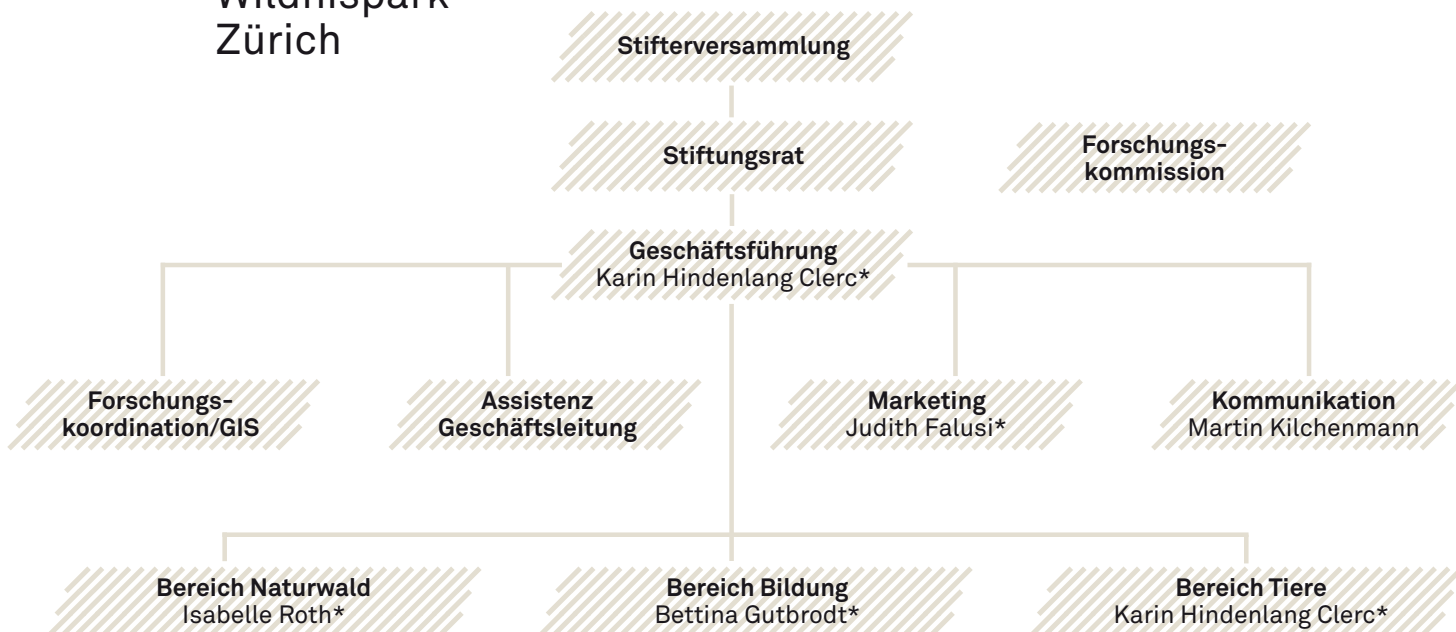 Wildnispark
Zürich
Stifterversammlung
Stiftungsrat
Forschungs-
kommission
Geschäftsführung
Karin Hindenlang Clerc*
Forschungs-
koordination/GIS
Assistenz
Geschäftsleitung
Marketing
Judith Falusi*
Kommunikation
Martin Kilchenmann
Bereich Naturwald
Isabelle Roth*
Bereich Bildung
Bettina Gutbrodt*
Bereich Tiere
Karin Hindenlang Clerc*